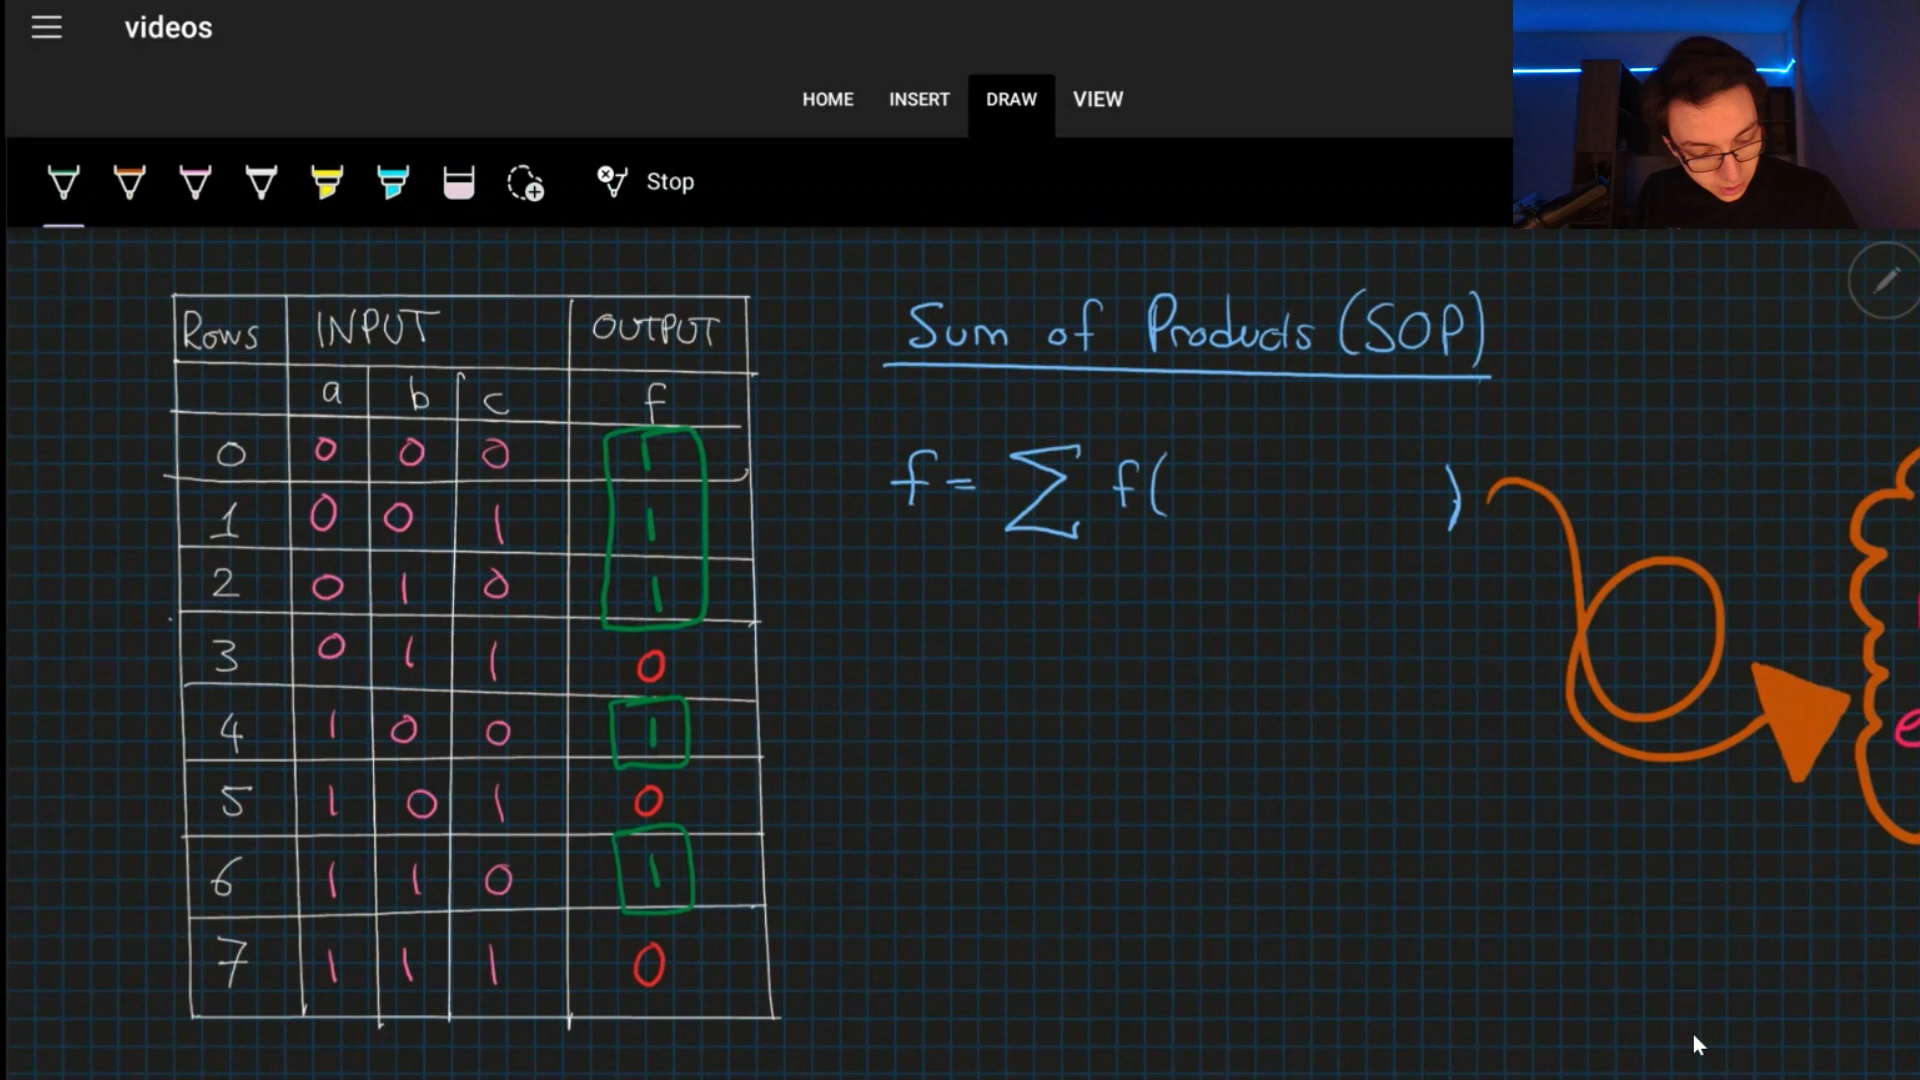 videos
HOME INSERT DRAW VIEW
Stop
Rows INPUT OUTPUT
a b c f
0 0 0 0 1
1 0 0 1 1
2 0 1 0 1
3 0 1 1 0
4 1 0 0 1
5 1 0 1 0
6 1 1 0 1
7 1 1 1 0
Sum of Products (SOP)
f = ∑ f( )